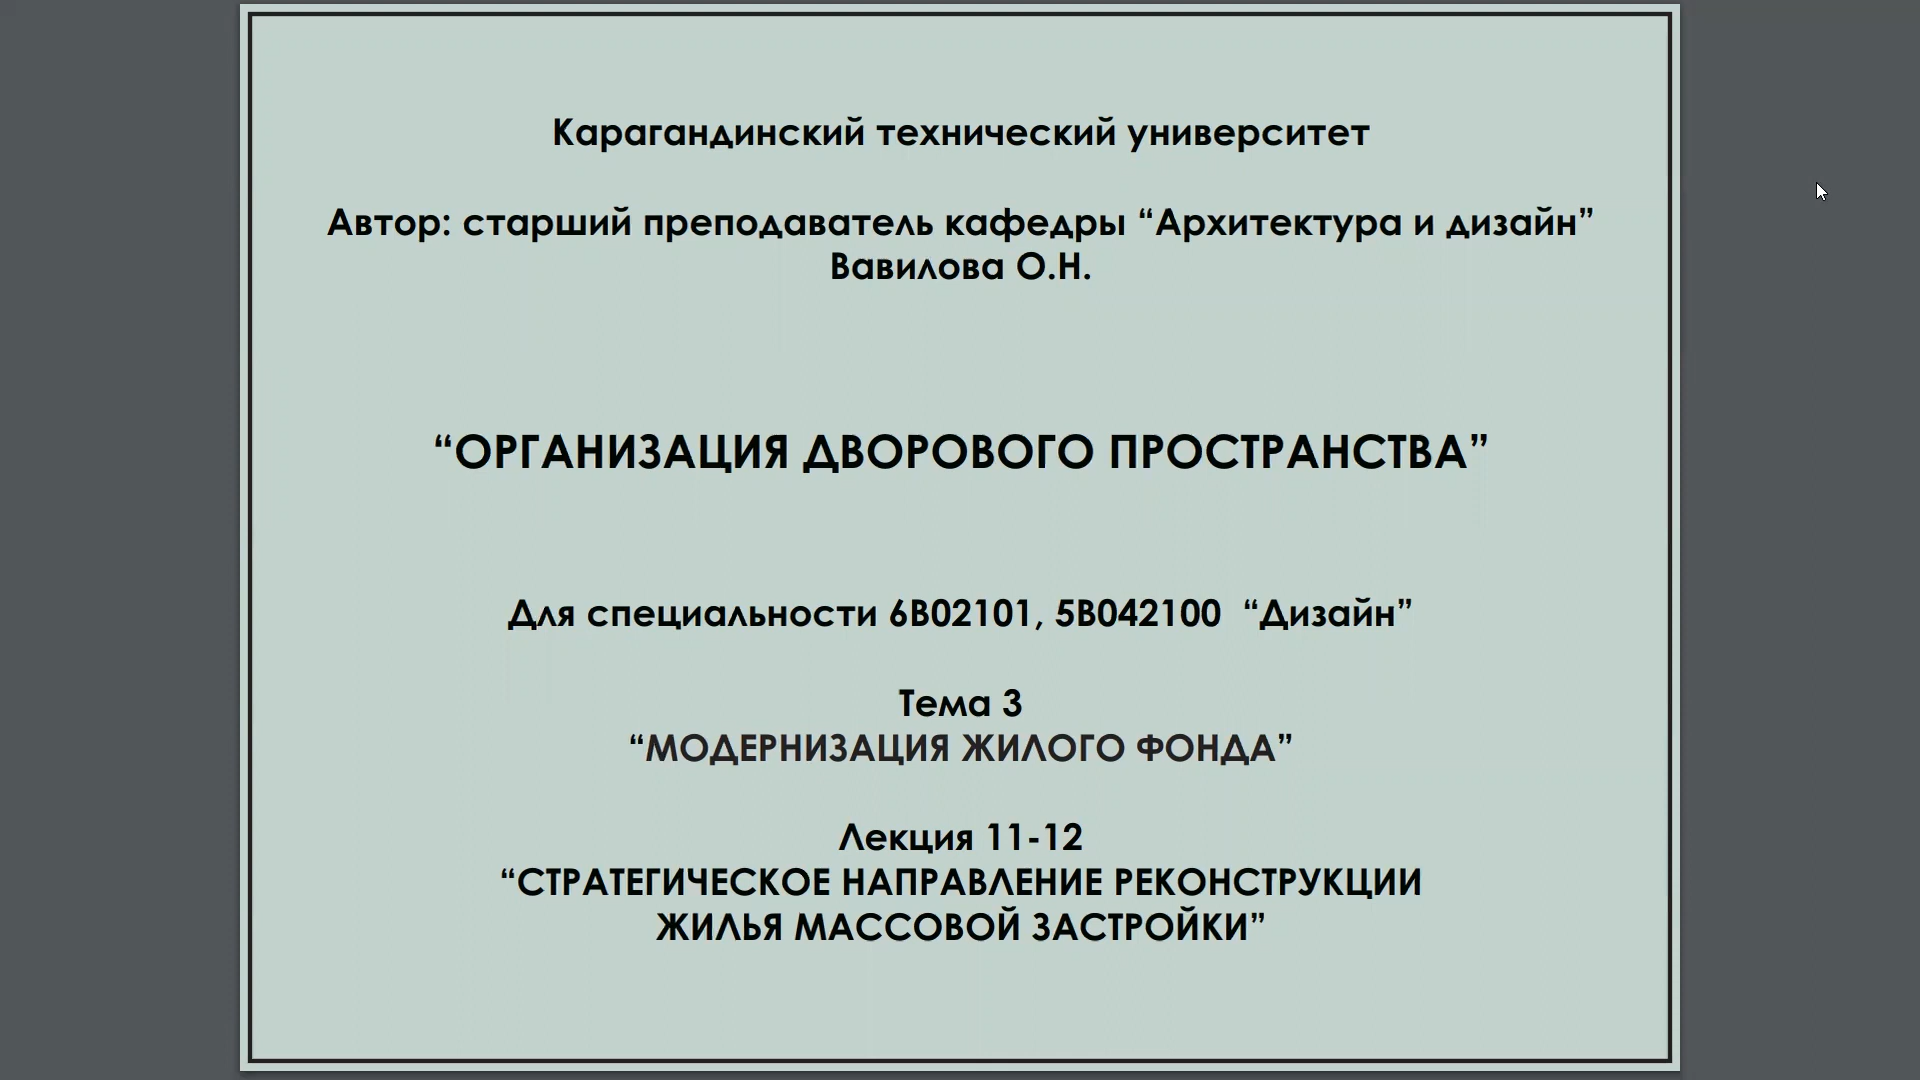 Карагандинский технический университет
Автор: старший преподаватель кафедры “Архитектура и дизайн”
Вавилова О.Н.
“ОРГАНИЗАЦИЯ ДВОРОВОГО ПРОСТРАНСТВА”
Для специальности 6В02101, 5В042100 “Дизайн”
Тема 3
“МОДЕРНИЗАЦИЯ ЖИЛОГО ФОНДА”
Лекция 11-12
“СТРАТЕГИЧЕСКОЕ НАПРАВЛЕНИЕ РЕКОНСТРУКЦИИ
ЖИЛЬЯ МАССОВОЙ ЗАСТРОЙКИ”